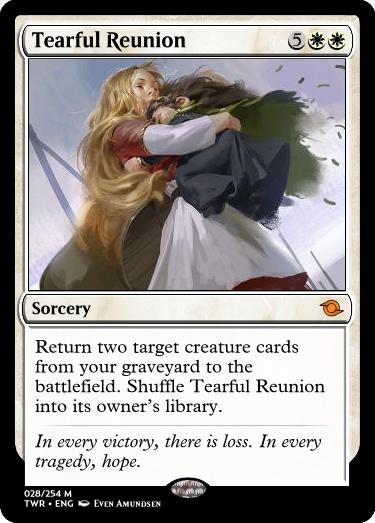 Tearful Reunion 5
Sorcery
Return two target creature cards
from your graveyard to the
battlefield. Shuffle Tearful Reunion
into its owner's library.
In every victory, there is loss. In every
tragedy, hope.
028/254 M
TWR • ENG Even Amundsen